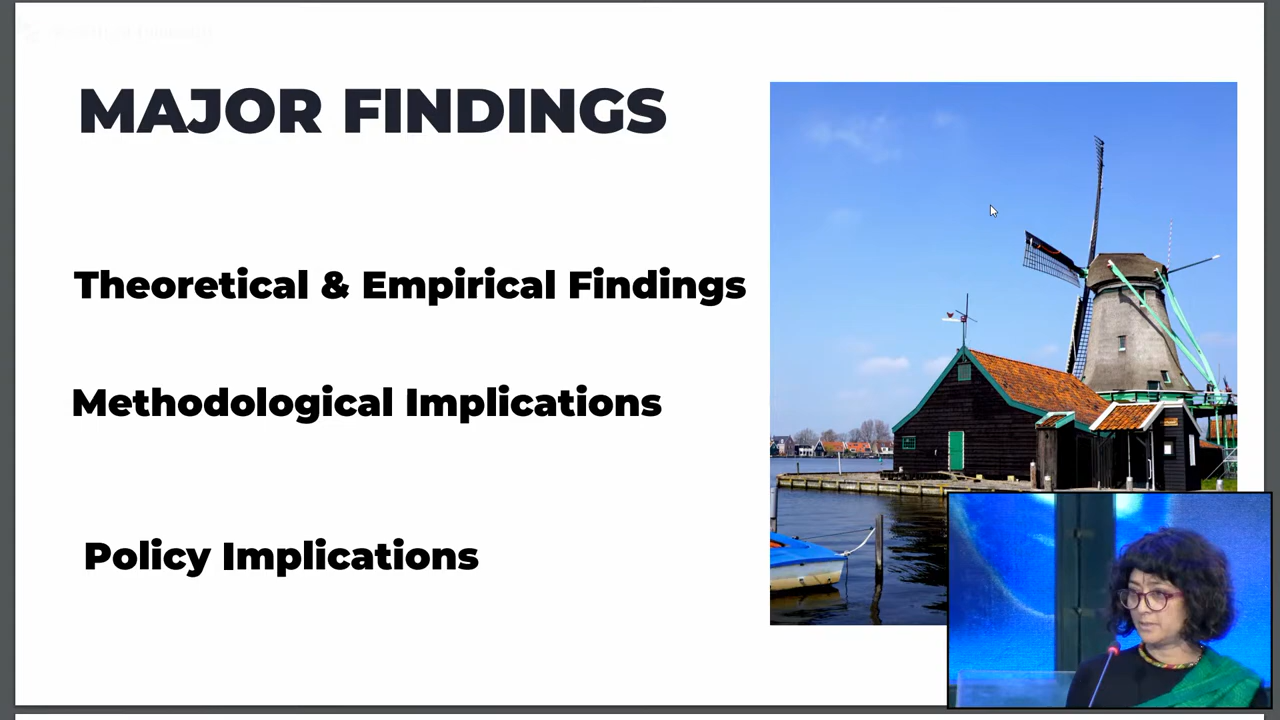 MAJOR FINDINGS
Theoretical & Empirical Findings
Methodological Implications
Policy Implications